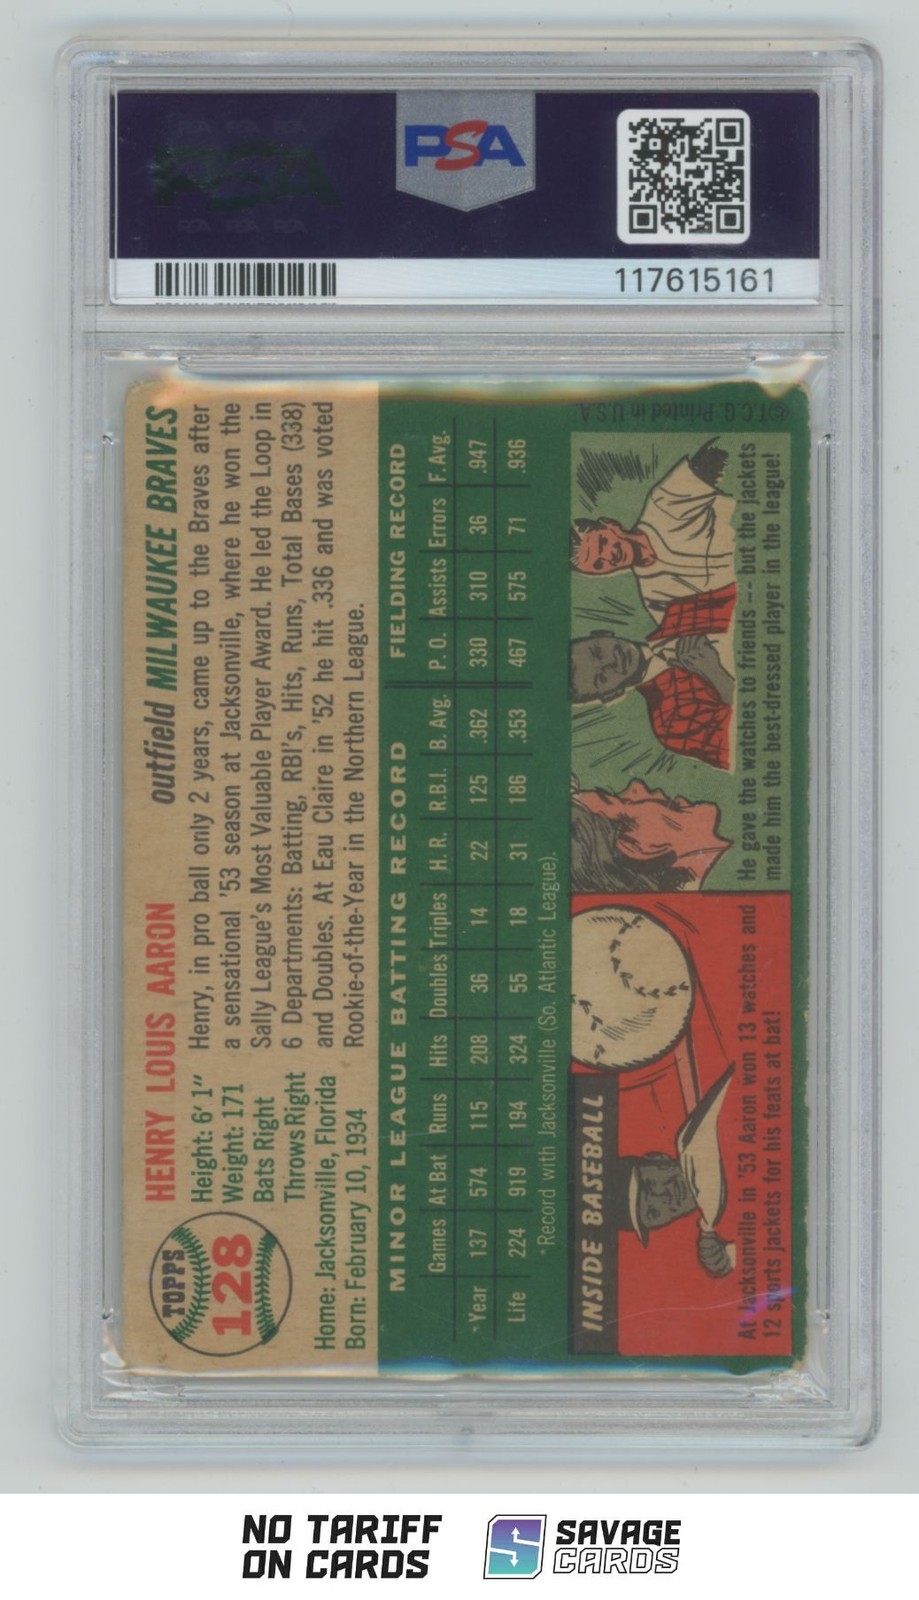 PSA PSA PSA
PSA
PSA PSA PSA
PSA
117615161
TOPPS
128
HENRY LOUIS AARON
outfield MILWAUKEE BRAVES
Height: 6' 1"
Weight: 171
Bats Right
Throws Right
Home: Jacksonville, Florida
Born: February 10, 1934
Henry, in pro ball only 2 years, came up to the Braves after
a sensational '53 season at Jacksonville, where he won the
Sally League's Most Valuable Player Award. He led the Loop in
6 Departments: Batting, RBI's, Hits, Runs, Total Bases (338)
and Doubles. At Eau Claire in '52 he hit .336 and was voted
Rookie-of-the-Year in the Northern League.
MINOR LEAGUE BATTING RECORD FIELDING RECORD
Games At Bat Runs Hits Doubles Triples H. R. R.B.I. B. Avg. P. O. Assists Errors F. Avg.
*Year 137 574 115 208 36 14 22 125 .362 330 310 36 .947
Life 224 919 194 324 55 18 31 186 .353 467 575 71 .936
*Record with Jacksonville (So. Atlantic League).
INSIDE BASEBALL
At Jacksonville in '53 Aaron won 13 watches and
12 sports jackets for his feats at bat!
He gave the watches to friends --- but the jackets
made him the best-dressed player in the league!
©T.C.G. Printed in U.S.A.
NO TARIFF
ON CARDS
SAVAGE
CARDS